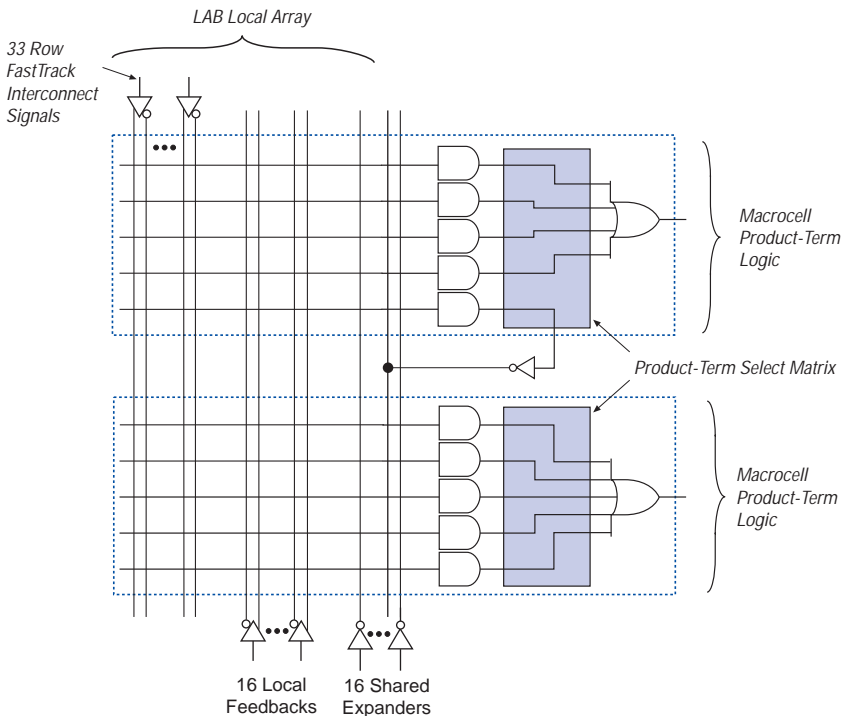 LAB Local Array
33 Row
FastTrack
Interconnect
Signals
Macrocell
Product-Term
Logic
Product-Term Select Matrix
Macrocell
Product-Term
Logic
16 Local
Feedbacks
16 Shared
Expanders